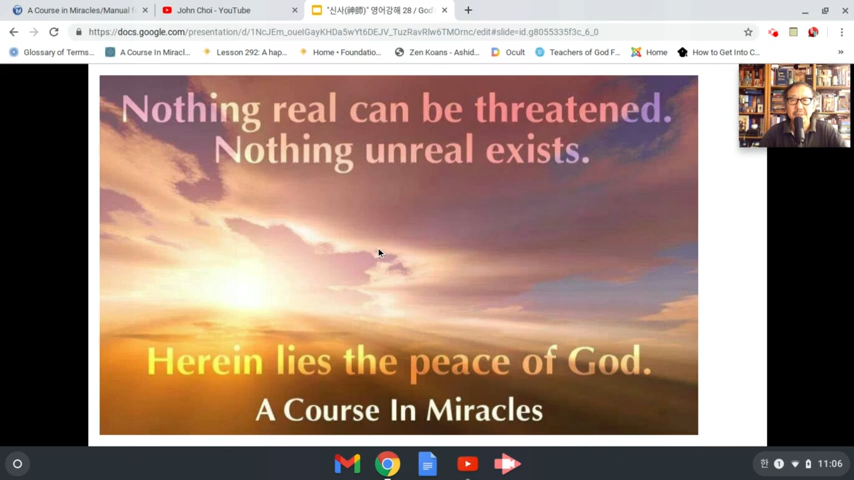 A Course in Miracles/Manual f
John Choi - YouTube
"신사(神師)" 영어강해 28 / God
https://docs.google.com/presentation/d/1NcJEm_oueIGayKHDa5wYt6DEJV_TuzRavRlw6TMOrnc/edit#slide=id.g8055335f3c_6_0
Glossary of Terms...
A Course In Miracl...
Lesson 292: A hap...
Home • Foundatio...
Zen Koans - Ashid...
Ocult
Teachers of God F...
Home
How to Get Into C...
Nothing real can be threatened.
Nothing unreal exists.
Herein lies the peace of God.
A Course In Miracles
한
11:06